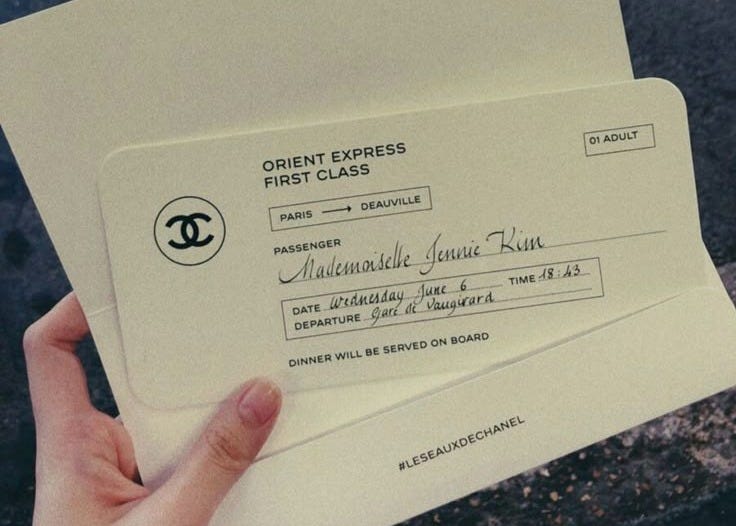 ORIENT EXPRESS
FIRST CLASS
01 ADULT
PARIS → DEAUVILLE
PASSENGER
Mademoiselle Jennie Kim
DATE Wednesday June 6 TIME 18:43
DEPARTURE Gare de Vaugirard
DINNER WILL BE SERVED ON BOARD
#LESEAUXDECHANEL